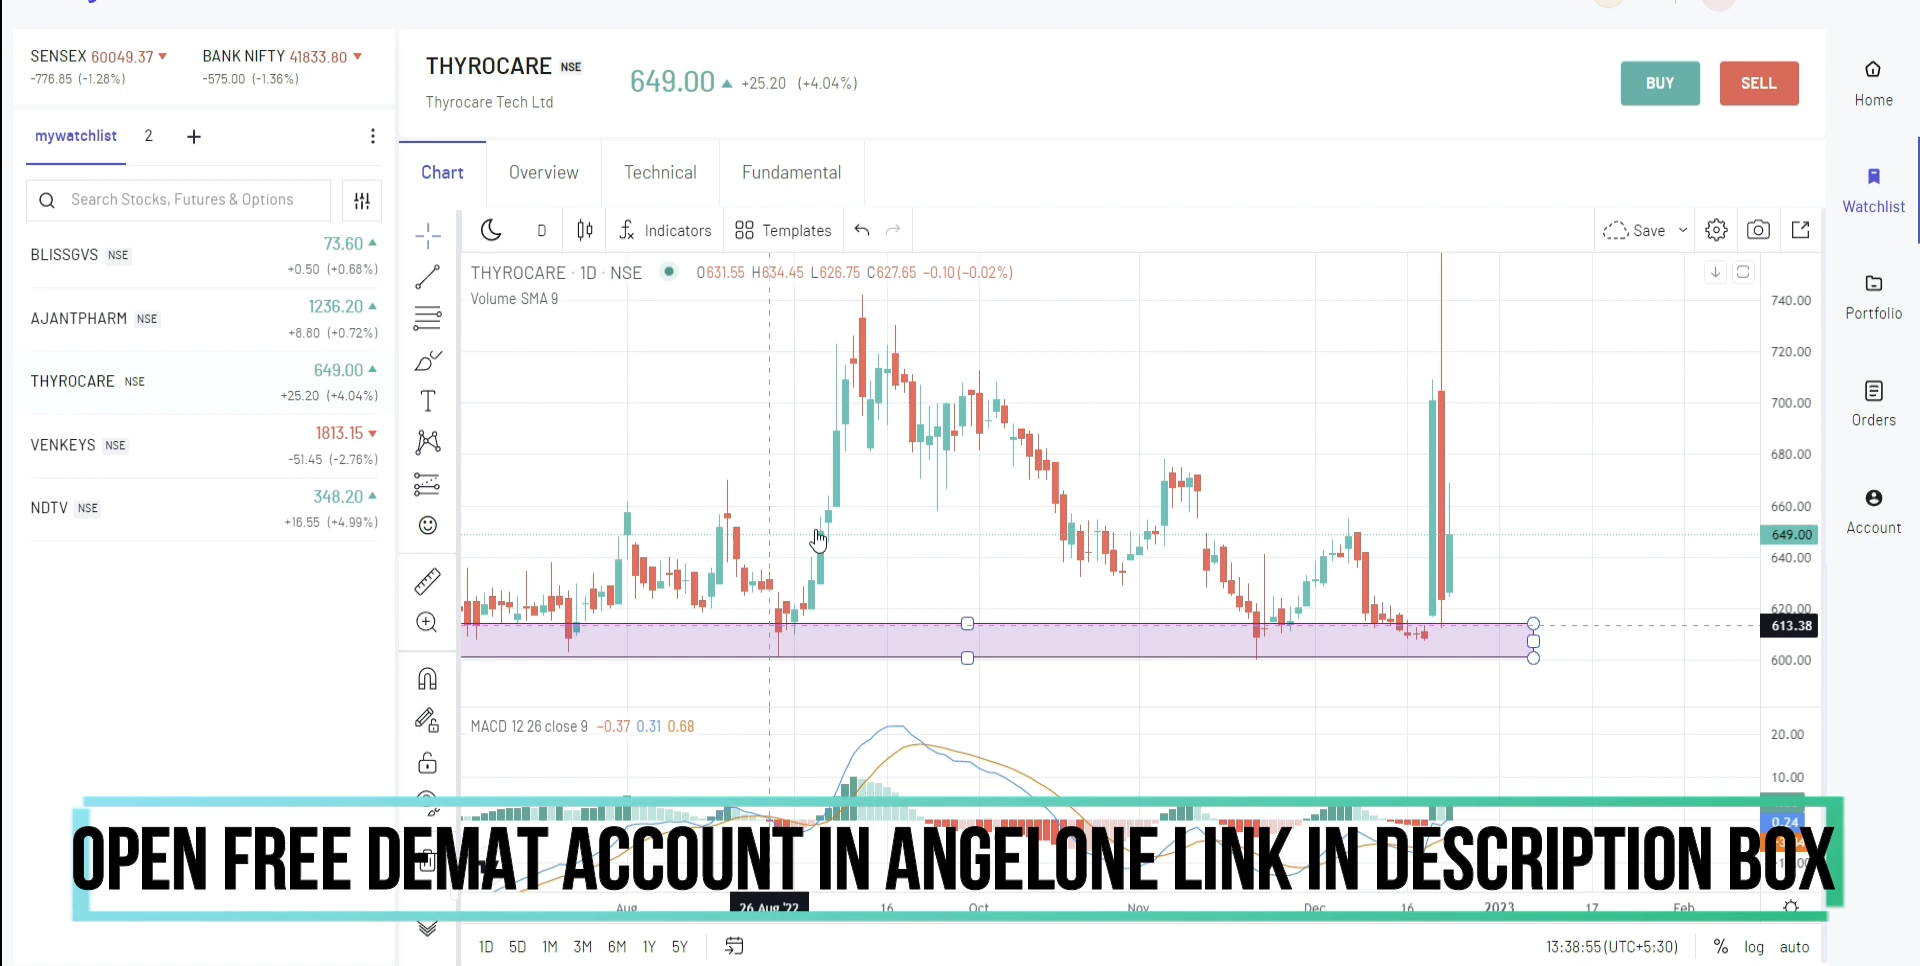 SENSEX 60049.37 BANK NIFTY 41833.80
-776.85 (-1.28%) -575.00 (-1.36%)
THYROCARE NSE
Thyrocare Tech Ltd
649.00 +25.20 (+4.04%)
BUY SELL
mywatchlist 2 +
Search Stocks, Futures & Options
BLISSGVS NSE 73.60
+0.50 (+0.68%)
AJANTPHARM NSE 1236.20
+8.80 (+0.72%)
THYROCARE NSE 649.00
+25.20 (+4.04%)
VENKEYS NSE 1813.15
-51.45 (-2.76%)
NDTV NSE 348.20
+16.55 (+4.99%)
Chart Overview Technical Fundamental
D Indicators Templates Save
THYROCARE · 1D · NSE O631.55 H634.45 L626.75 C627.65 −0.10 (−0.02%)
Volume SMA 9
740.00
720.00
700.00
680.00
660.00
649.00
640.00
620.00
613.38
600.00
MACD 12 26 close 9 −0.37 0.31 0.68
20.00
10.00
0.24
OPEN FREE DEMAT ACCOUNT IN ANGELONE LINK IN DESCRIPTION BOX
Aug 26 Aug '22 16 Oct Nov Dec 16 2023 17 Feb
1D 5D 1M 3M 6M 1Y 5Y
13:38:55 (UTC+5:30) % log auto
Home
Watchlist
Portfolio
Orders
Account